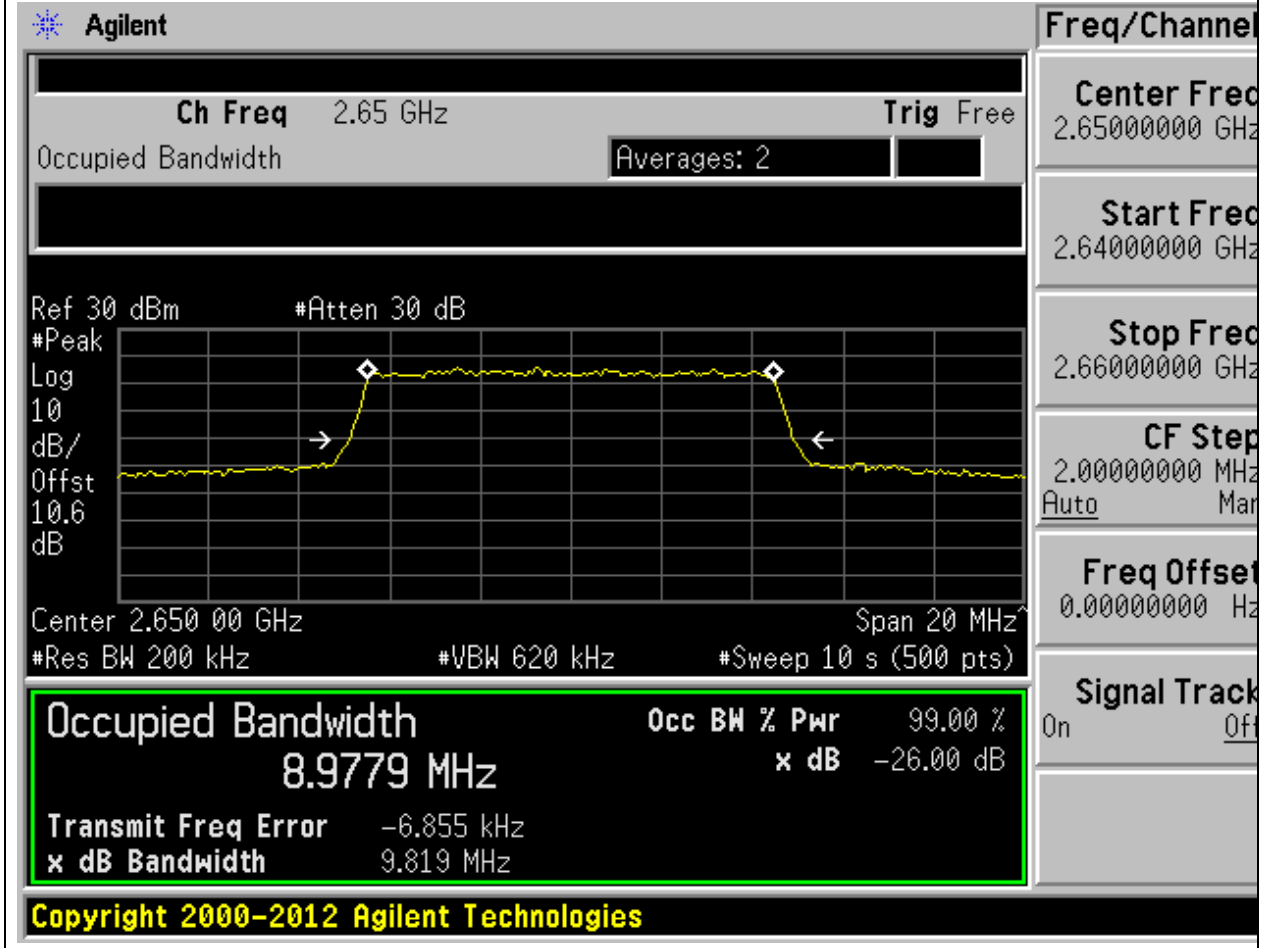 Agilent
Freq/Channel
Ch Freq 2.65 GHz Trig Free
Occupied Bandwidth Averages: 2
Center Freq
2.65000000 GHz
Start Freq
2.64000000 GHz
Stop Freq
2.66000000 GHz
CF Step
2.00000000 MHz
Auto Man
Freq Offset
0.00000000 Hz
Signal Track
On Off
Ref 30 dBm #Atten 30 dB
#Peak
Log
10
dB/
Offst
10.6
dB
Center 2.650 00 GHz Span 20 MHz^
#Res BW 200 kHz #VBW 620 kHz #Sweep 10 s (500 pts)
Occupied Bandwidth
8.9779 MHz
Occ BW % Pwr 99.00 %
x dB -26.00 dB
Transmit Freq Error -6.855 kHz
x dB Bandwidth 9.819 MHz
Copyright 2000-2012 Agilent Technologies